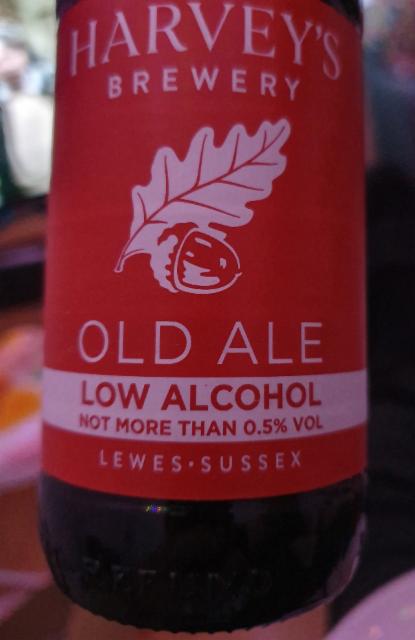 HARVEY'S
BREWERY
OLD ALE
LOW ALCOHOL
NOT MORE THAN 0.5% VOL
LEWES·SUSSEX